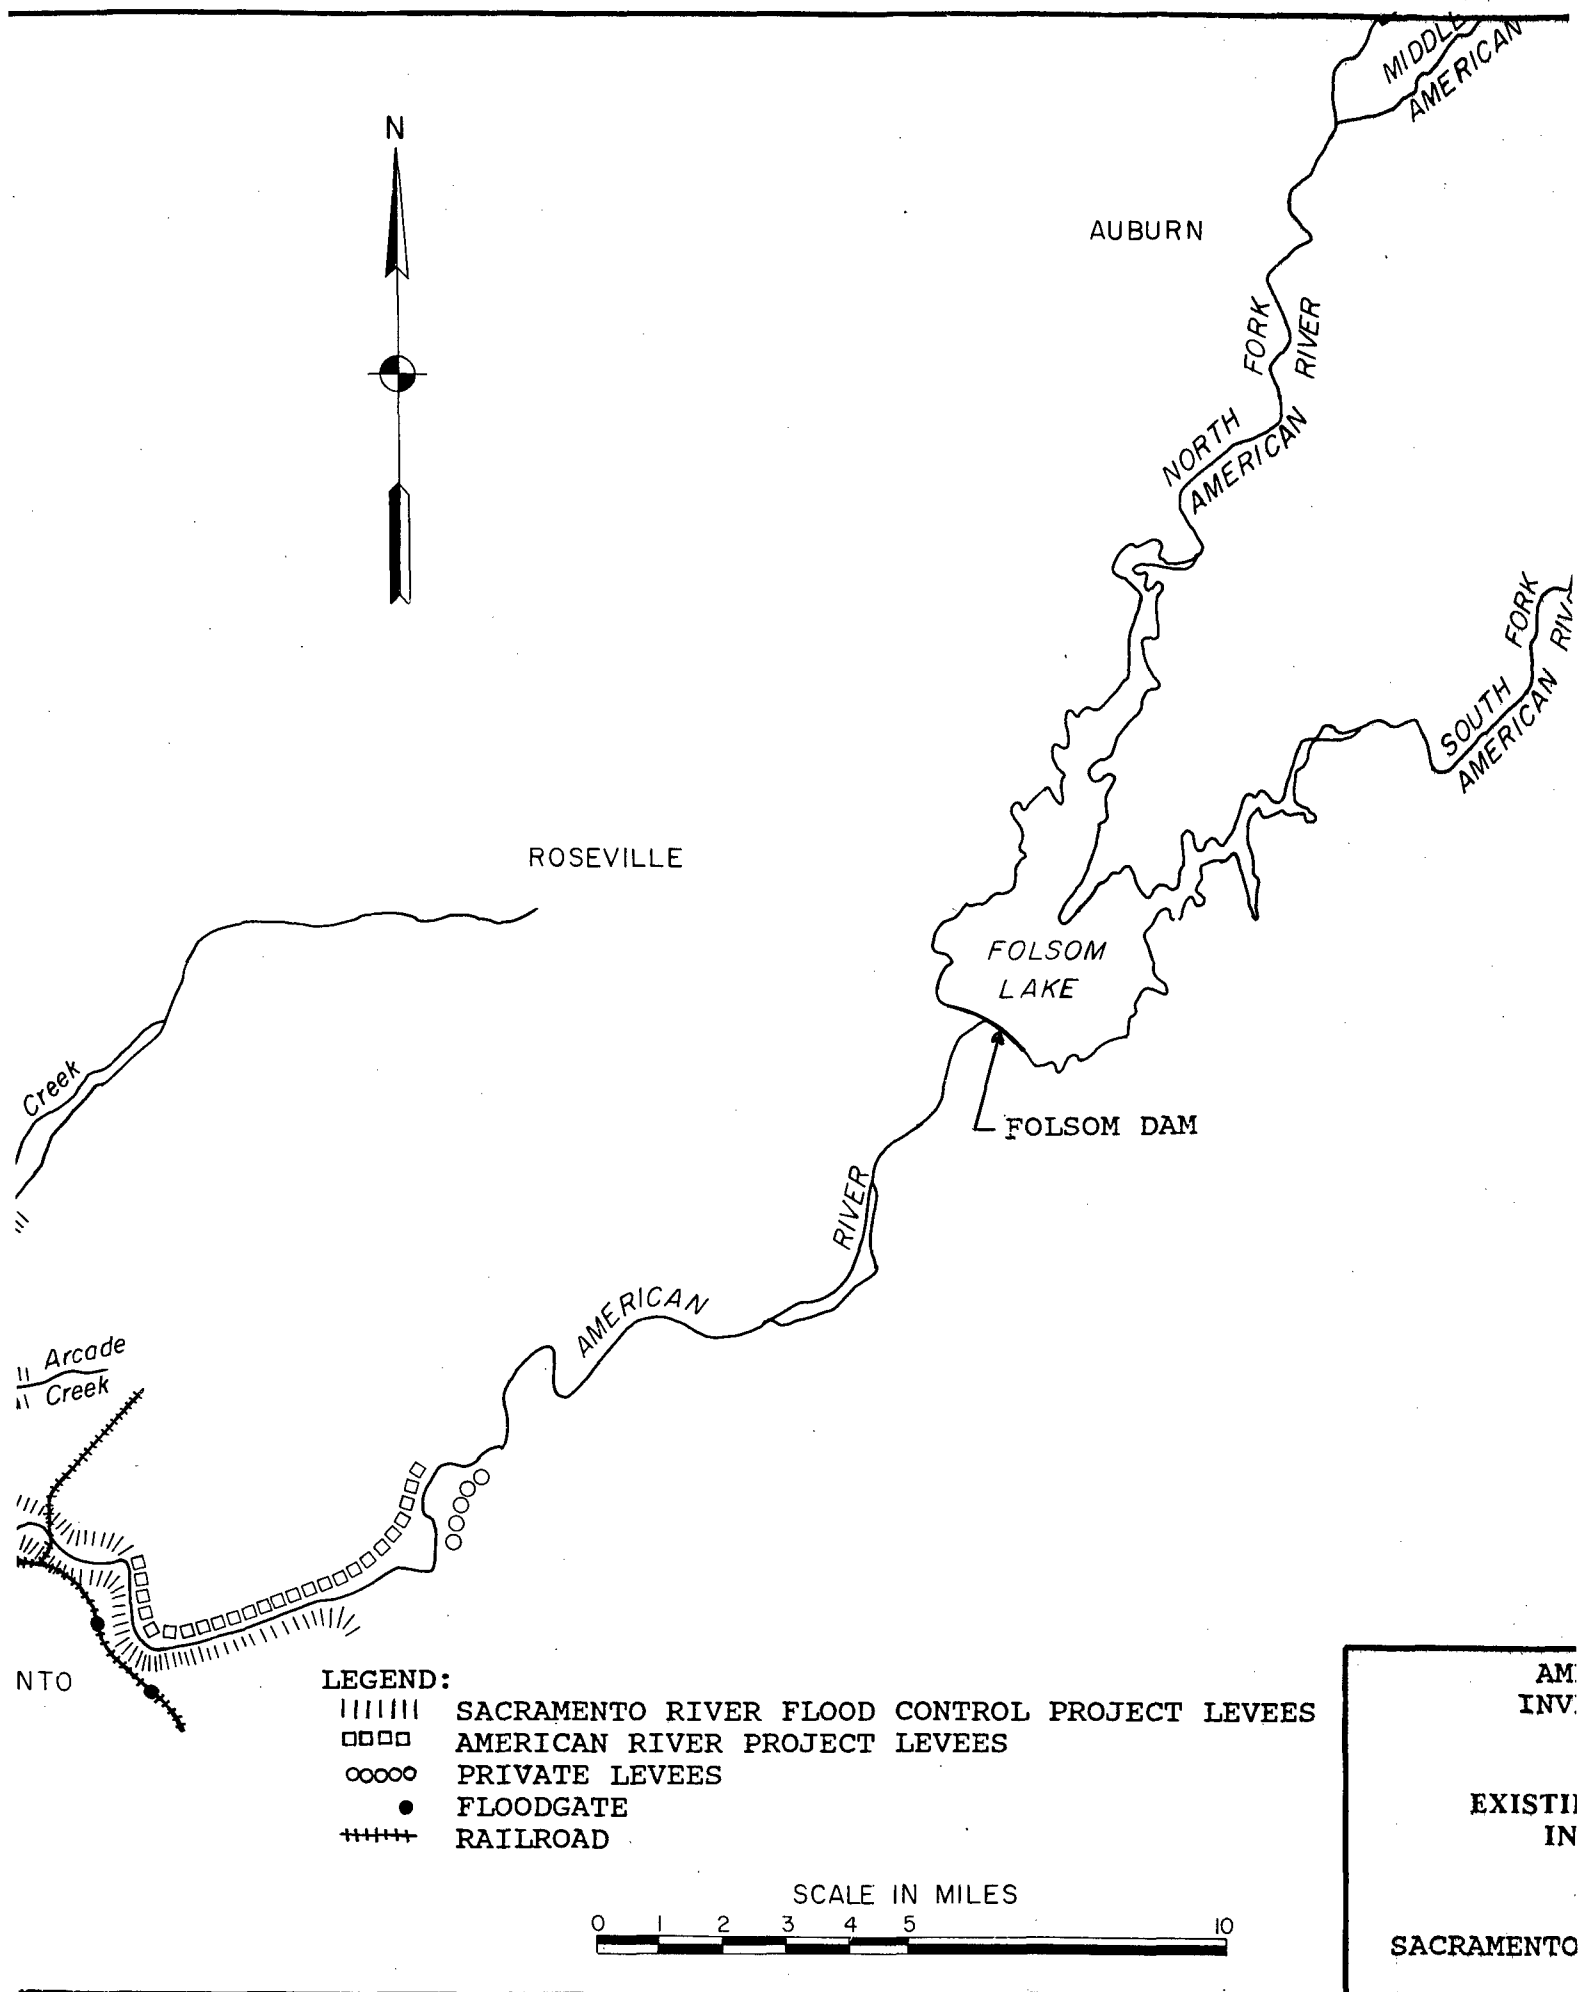 MIDDLE
AMERICAN
N
AUBURN
NORTH FORK
AMERICAN RIVER
SOUTH FORK
AMERICAN RIV
ROSEVILLE
FOLSOM
LAKE
Creek
FOLSOM DAM
AMERICAN RIVER
Arcade
Creek
NTO
LEGEND:
SACRAMENTO RIVER FLOOD CONTROL PROJECT LEVEES
AMERICAN RIVER PROJECT LEVEES
PRIVATE LEVEES
FLOODGATE
RAILROAD
SCALE IN MILES
0 1 2 3 4 5 10
AM
INV
EXISTI
IN
SACRAMENTO